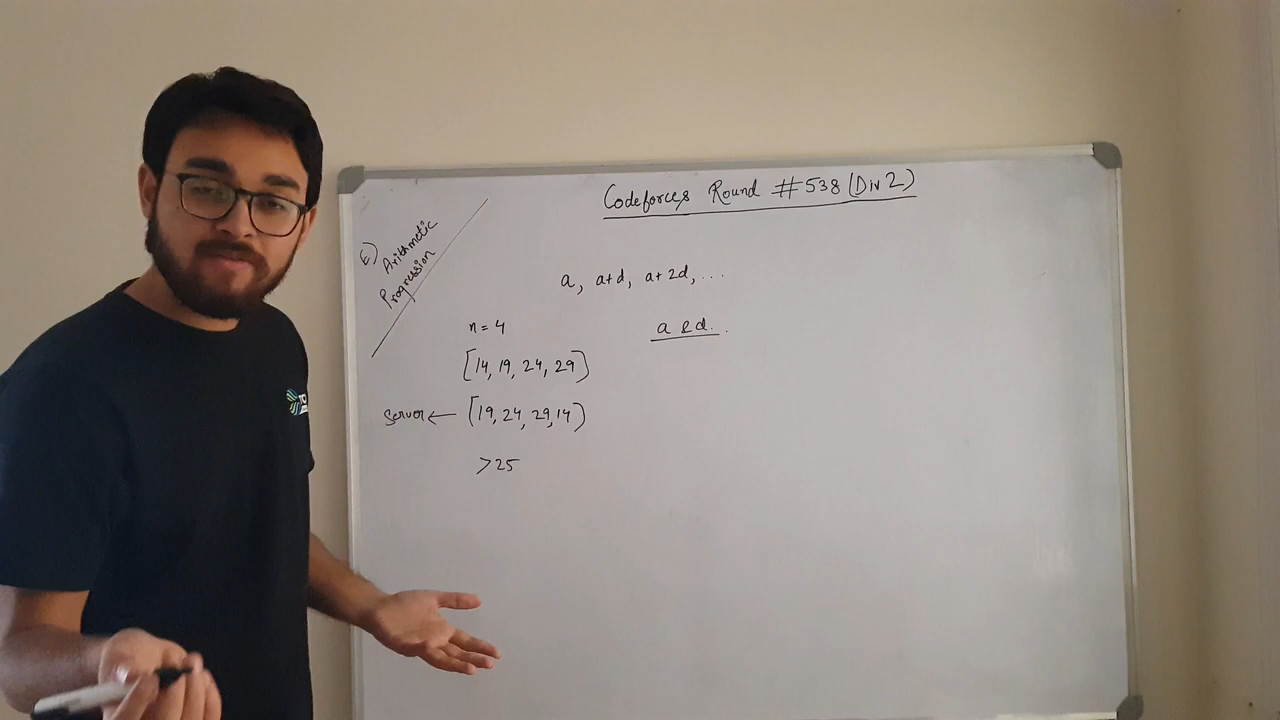 Codeforces Round #538 (Div 2)
E) Arithmetic
Progression
a, a+d, a+2d, ...
n = 4
a & d.
[14, 19, 24, 29]
Server ← [19, 24, 29, 14]
>25